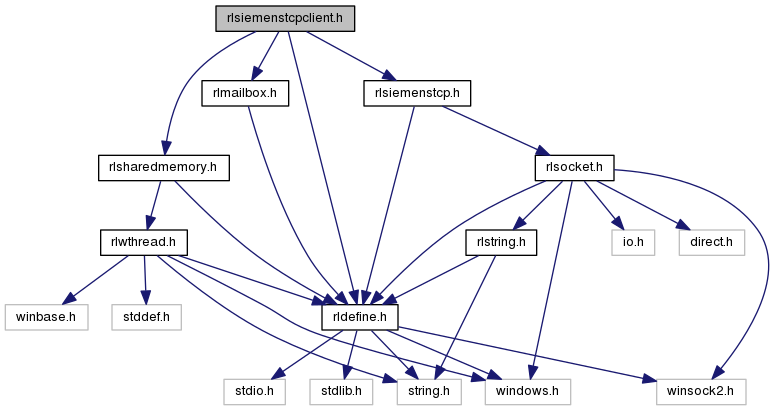 rlsiemenstcpclient.h
rlmailbox.h
rlsiemenstcp.h
rlsharedmemory.h
rlsocket.h
rlwthread.h
rlstring.h
io.h
direct.h
winbase.h
stddef.h
rldefine.h
stdio.h
stdlib.h
string.h
windows.h
winsock2.h